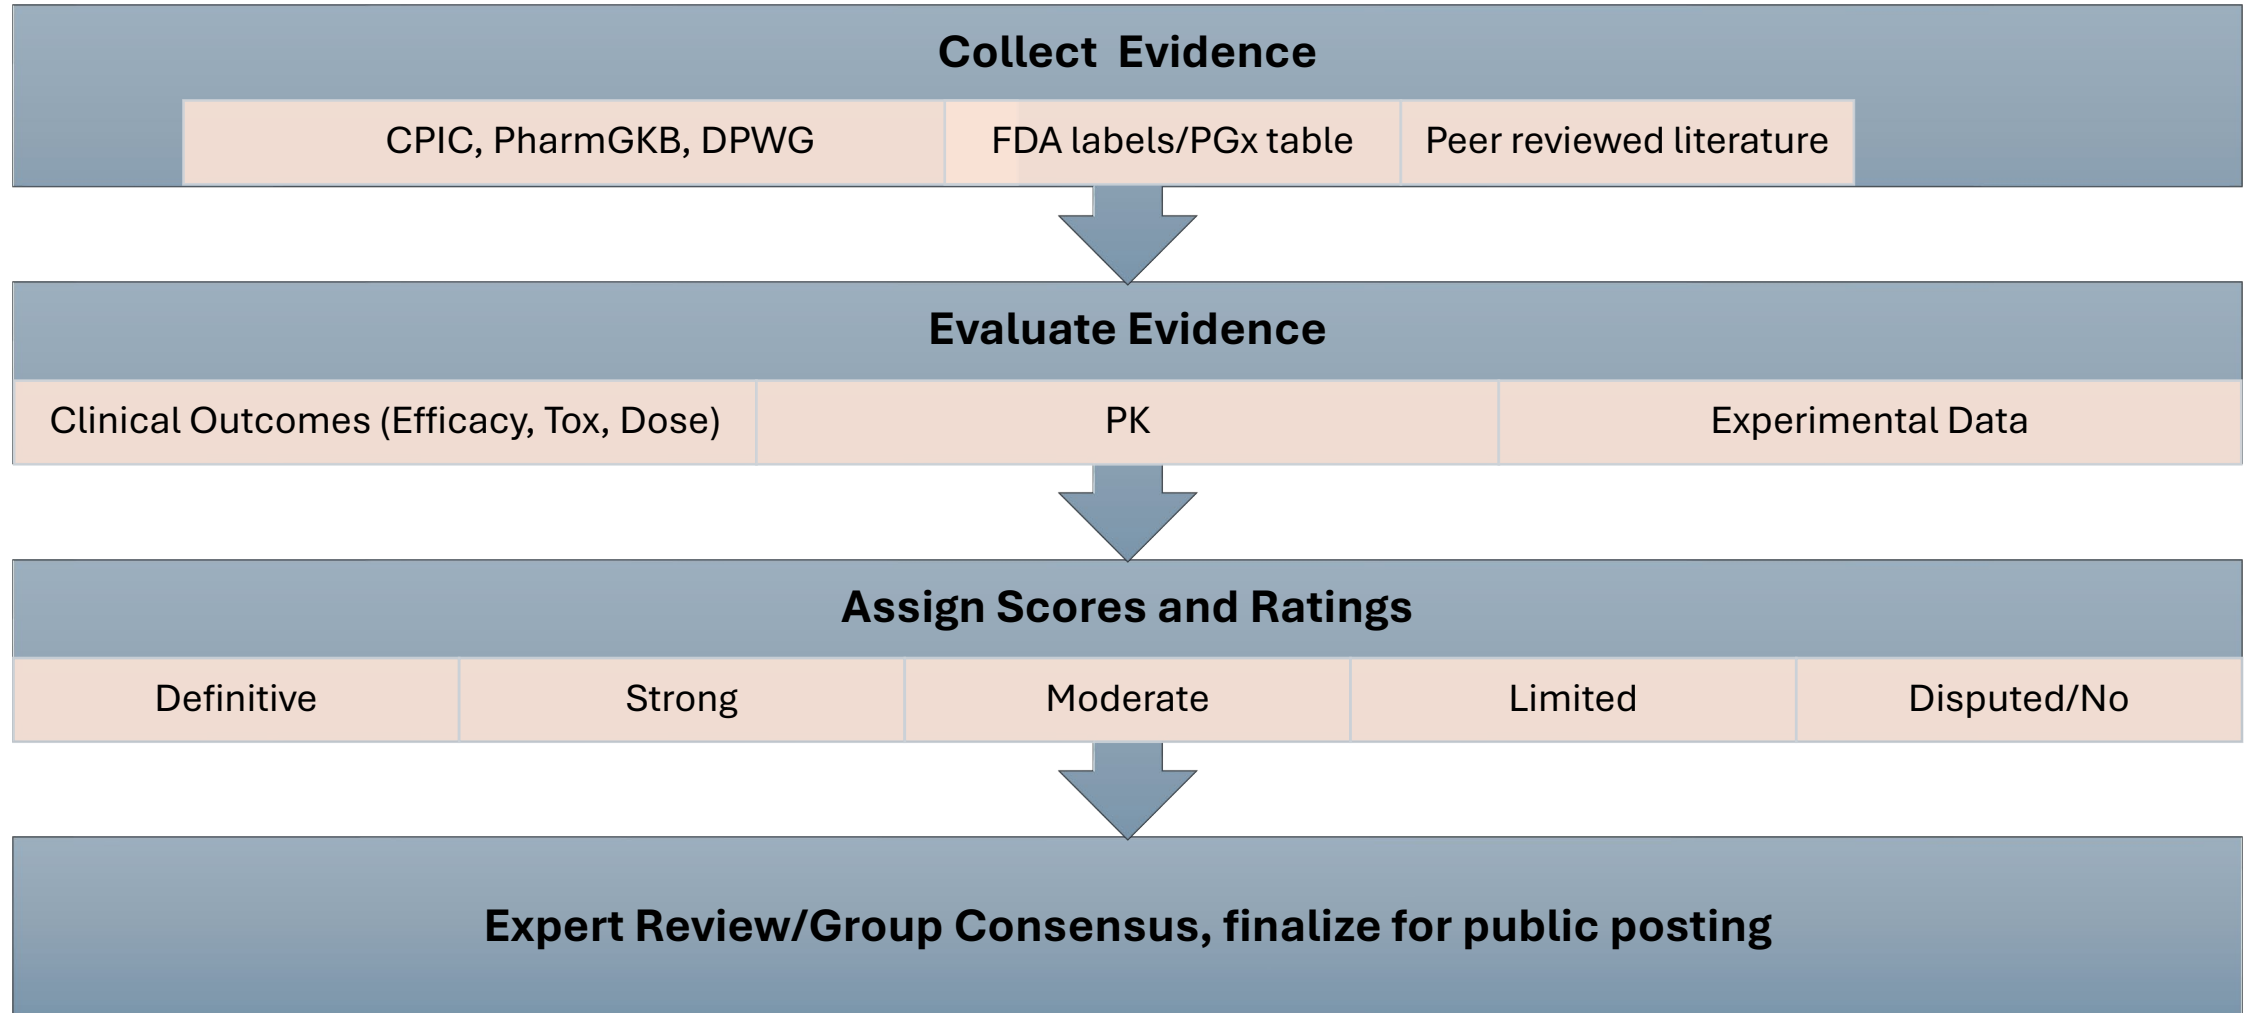 Collect  Evidence
CPIC, PharmGKB, DPWG
FDA labels/PGx table
Peer reviewed literature
Evaluate Evidence
Clinical Outcomes (Efficacy, Tox, Dose)
PK
Experimental Data
Assign Scores and Ratings
Definitive
Strong
Moderate
Limited
Disputed/No
Expert Review/Group Consensus, finalize for public posting